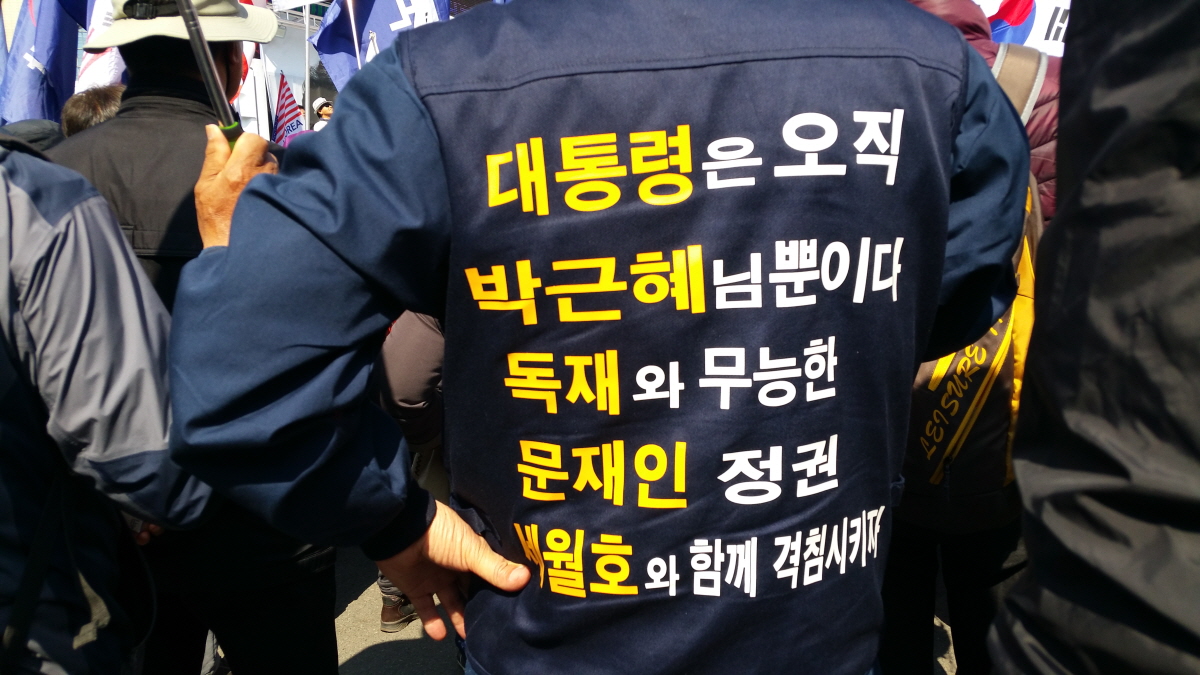 대통령은 오직
박근혜님뿐이다
독재와 무능한
문재인 정권
세월호와 함께 격침시키자
REA